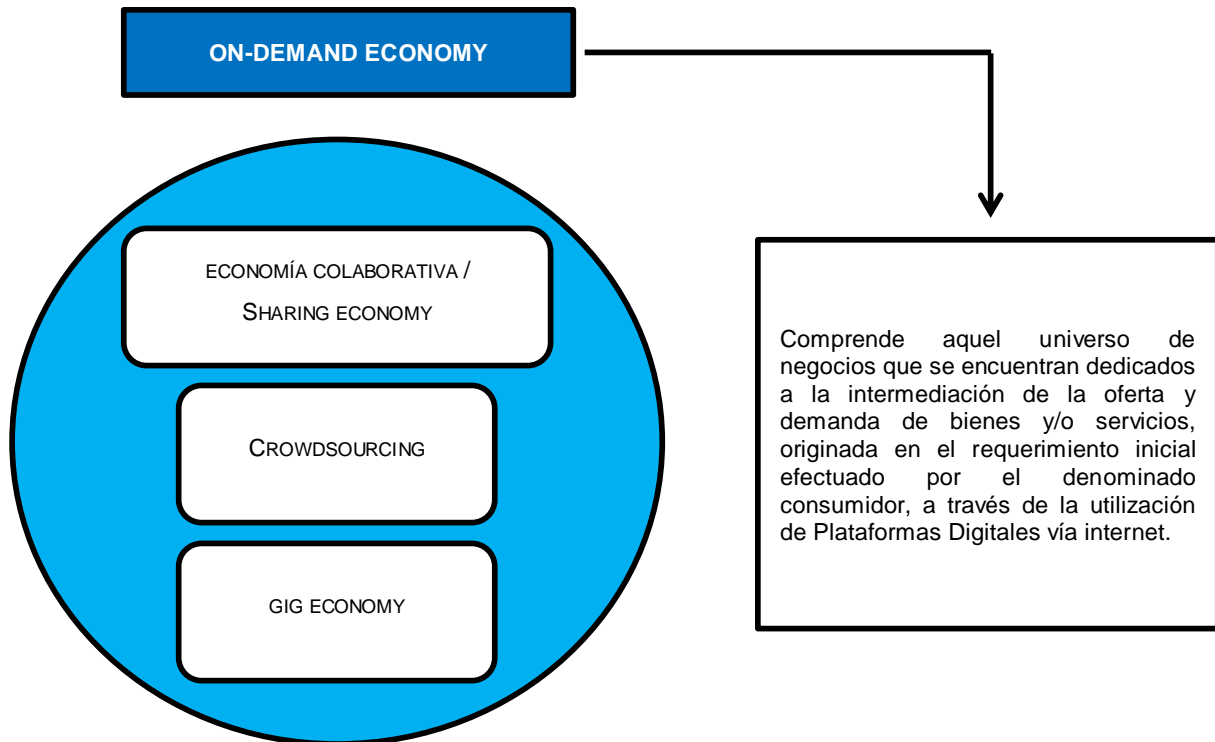 ON-DEMAND ECONOMY
ECONOMÍA COLABORATIVA /
SHARING ECONOMY
CROWDSOURCING
GIG ECONOMY
Comprende aquel universo de
negocios que se encuentran dedicados
a la intermediación de la oferta y
demanda de bienes y/o servicios,
originada en el requerimiento inicial
efectuado por el denominado
consumidor, a través de la utilización
de Plataformas Digitales vía internet.